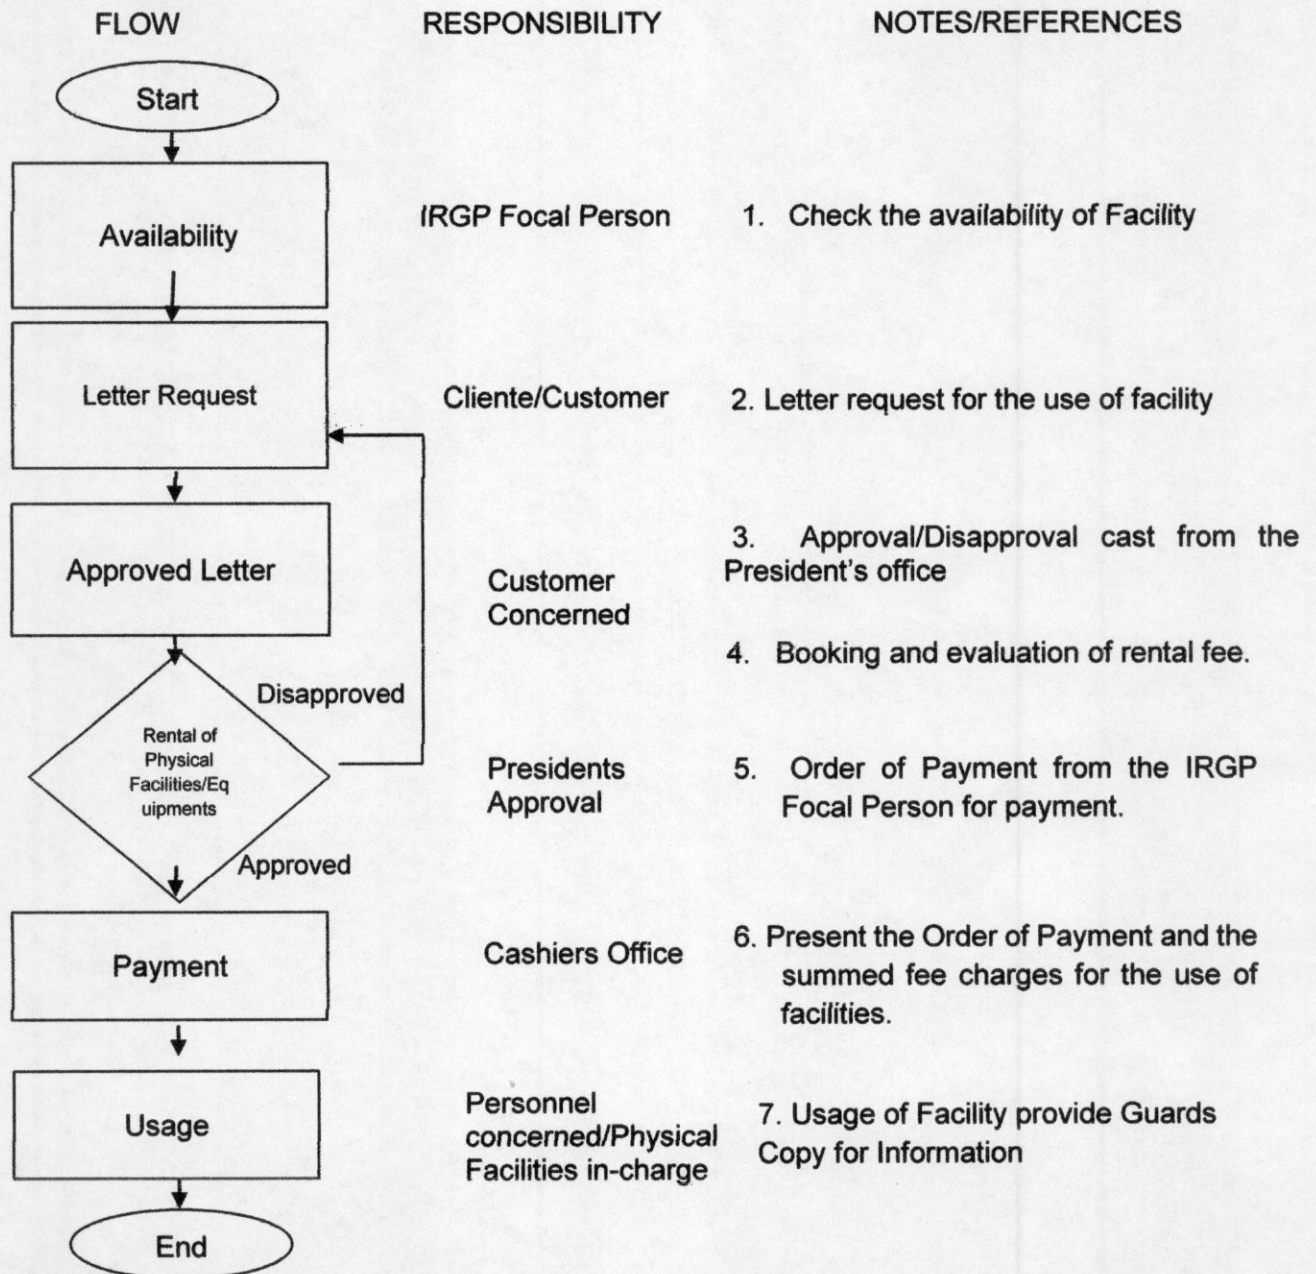 FLOW RESPONSIBILITY NOTES/REFERENCES
Start
Availability
IRGP Focal Person
1. Check the availability of Facility
Letter Request
Cliente/Customer
2. Letter request for the use of facility
Approved Letter
Customer
Concerned
3. Approval/Disapproval cast from the
President's office
4. Booking and evaluation of rental fee.
Disapproved
Rental of
Physical
Facilities/Eq
uipments
Approved
Presidents
Approval
5. Order of Payment from the IRGP
Focal Person for payment.
Payment
Cashiers Office
6. Present the Order of Payment and the
summed fee charges for the use of
facilities.
Usage
Personnel
concerned/Physical
Facilities in-charge
7. Usage of Facility provide Guards
Copy for Information
End